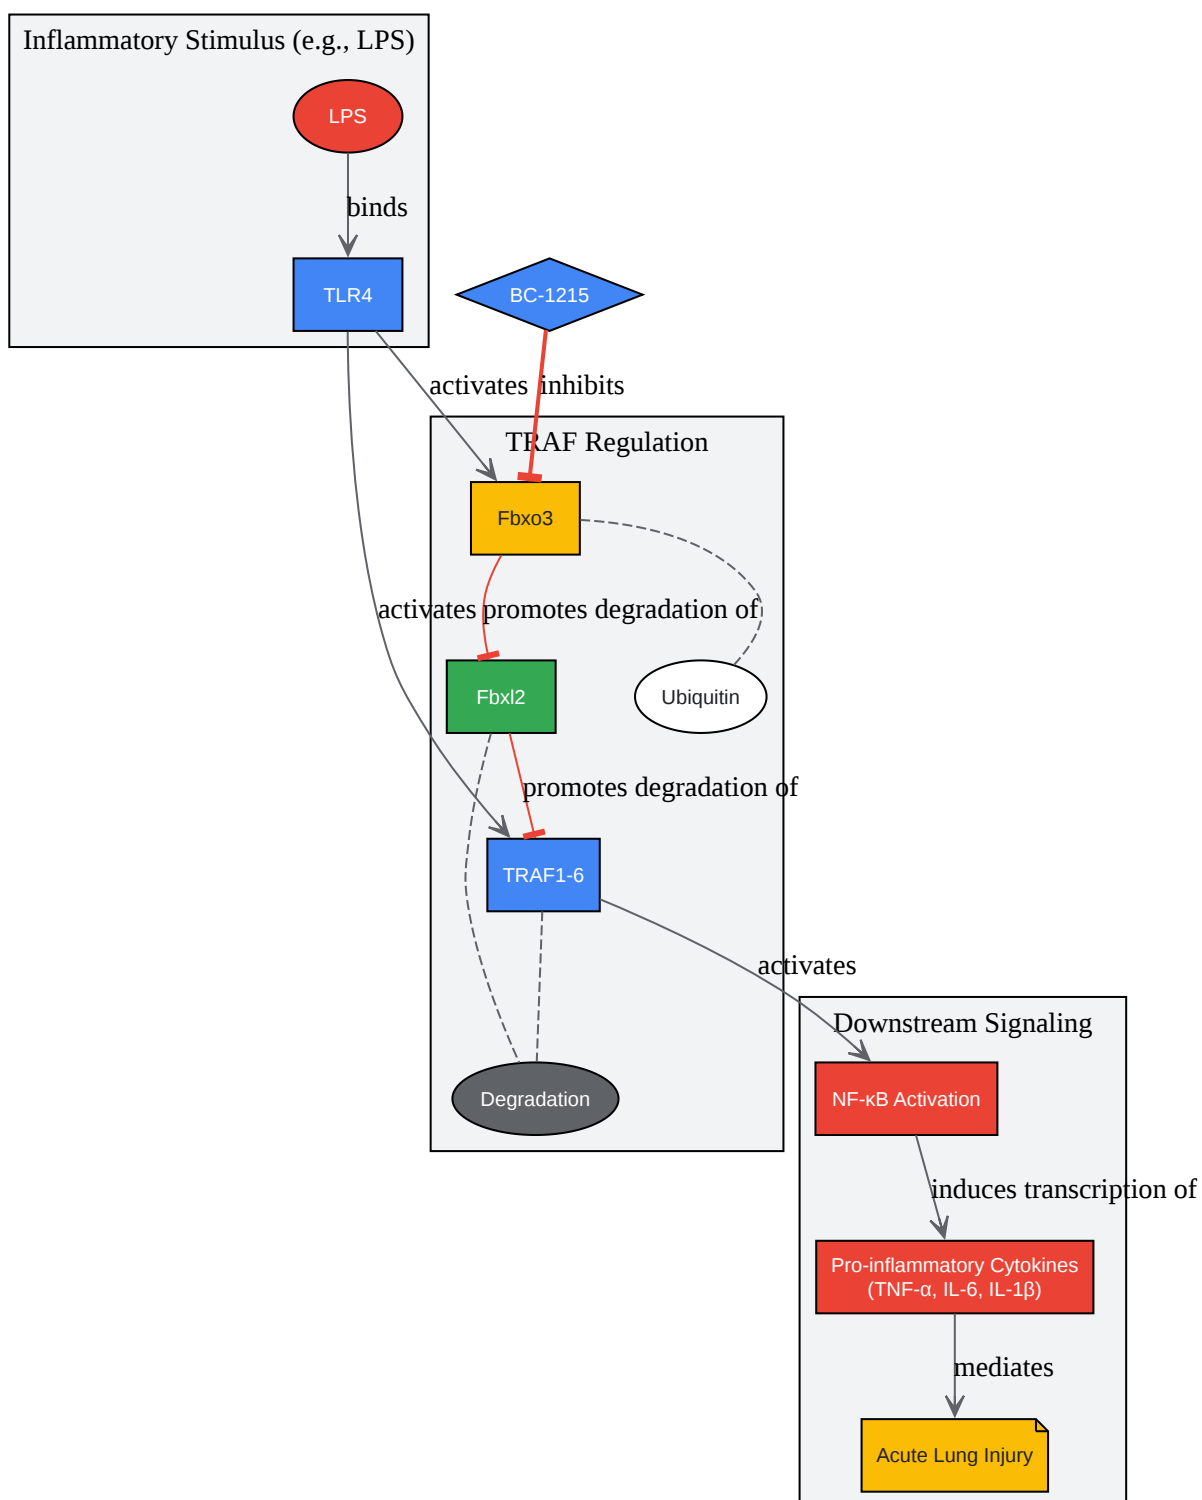 Inflammatory Stimulus (e.g., LPS)
LPS
binds
TLR4
BC-1215
activates
inhibits
TRAF Regulation
Fbxo3
activates
promotes degradation of
Fbxl2
Ubiquitin
promotes degradation of
TRAF1-6
activates
Downstream Signaling
Degradation
NF-κB Activation
induces transcription of
Pro-inflammatory Cytokines
(TNF-α, IL-6, IL-1β)
mediates
Acute Lung Injury